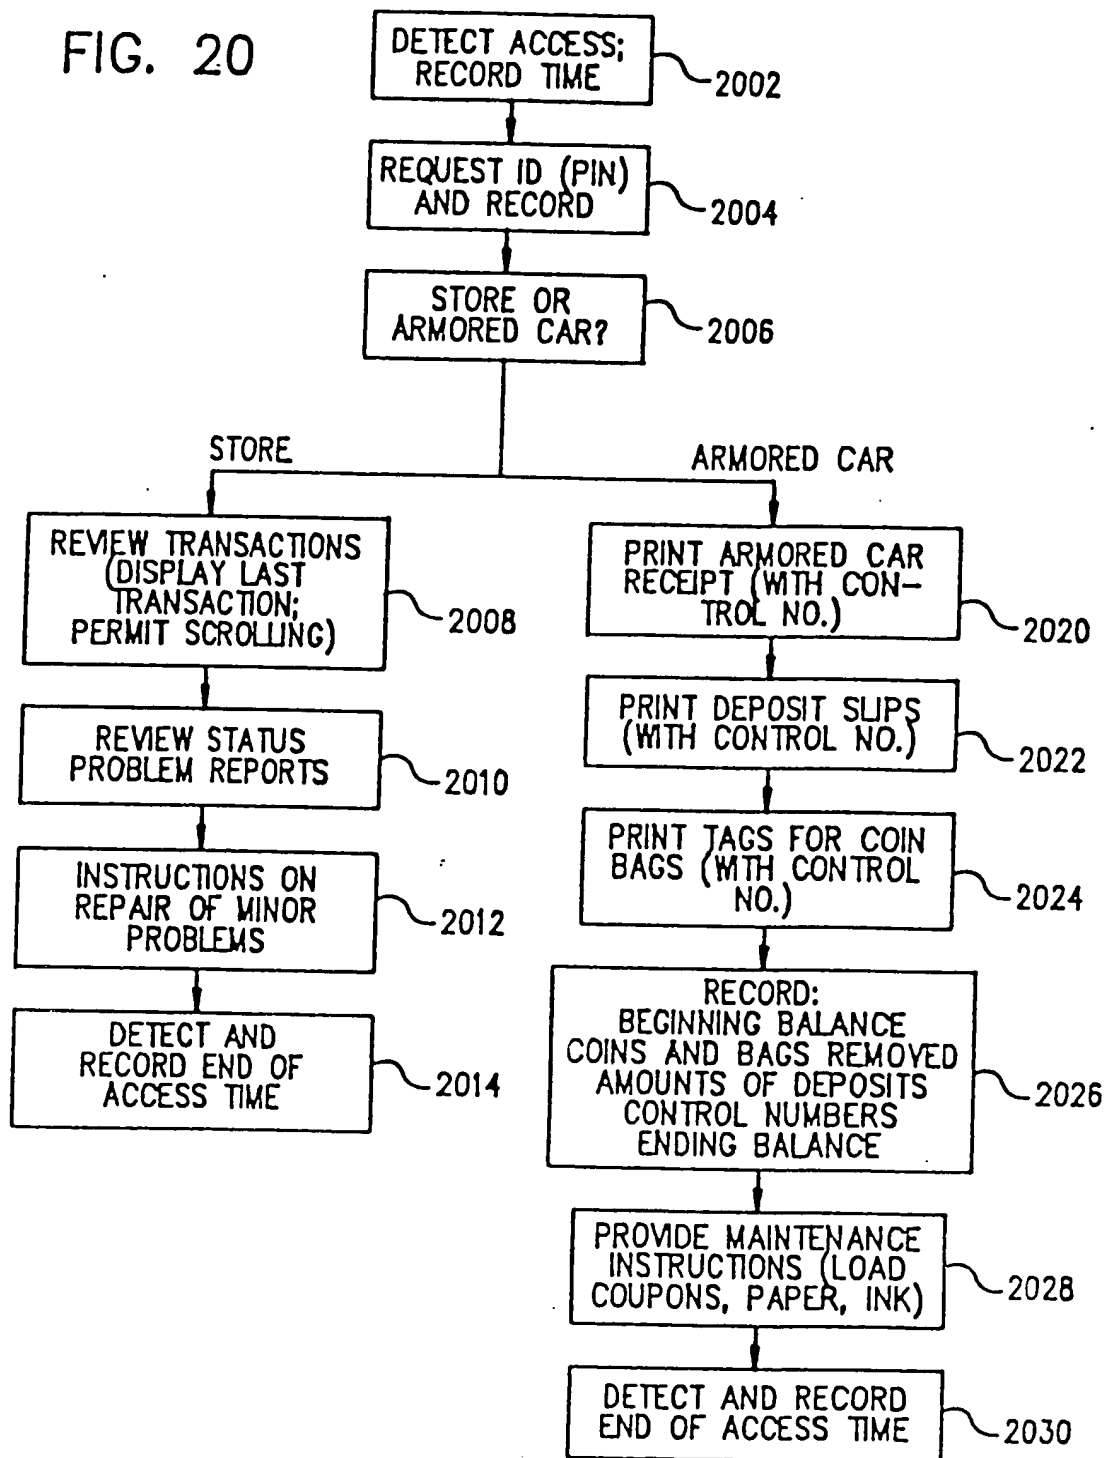 FIG. 20
DETECT ACCESS;
RECORD TIME
2002
REQUEST ID (PIN)
AND RECORD
2004
STORE OR
ARMORED CAR?
2006
STORE
ARMORED CAR
REVIEW TRANSACTIONS
(DISPLAY LAST
TRANSACTION;
PERMIT SCROLLING)
2008
REVIEW STATUS
PROBLEM REPORTS
2010
INSTRUCTIONS ON
REPAIR OF MINOR
PROBLEMS
2012
DETECT AND
RECORD END OF
ACCESS TIME
2014
PRINT ARMORED CAR
RECEIPT (WITH CON-
TROL NO.)
2020
PRINT DEPOSIT SLIPS
(WITH CONTROL NO.)
2022
PRINT TAGS FOR COIN
BAGS (WITH CONTROL
NO.)
2024
RECORD:
BEGINNING BALANCE
COINS AND BAGS REMOVED
AMOUNTS OF DEPOSITS
CONTROL NUMBERS
ENDING BALANCE
2026
PROVIDE MAINTENANCE
INSTRUCTIONS (LOAD
COUPONS, PAPER, INK)
2028
DETECT AND RECORD
END OF ACCESS TIME
2030